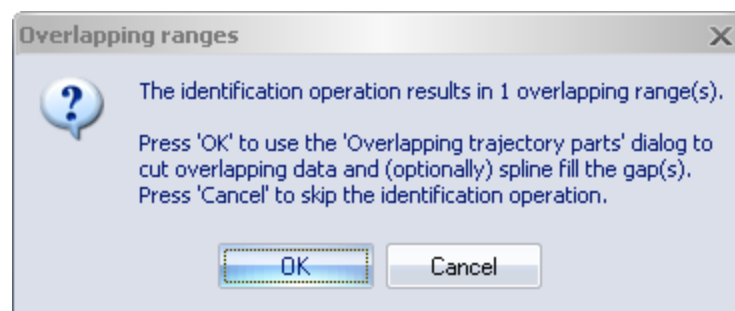 Overlapping ranges
The identification operation results in 1 overlapping range(s).
Press 'OK' to use the 'Overlapping trajectory parts' dialog to
cut overlapping data and (optionally) spline fill the gap(s).
Press 'Cancel' to skip the identification operation.
OK
Cancel